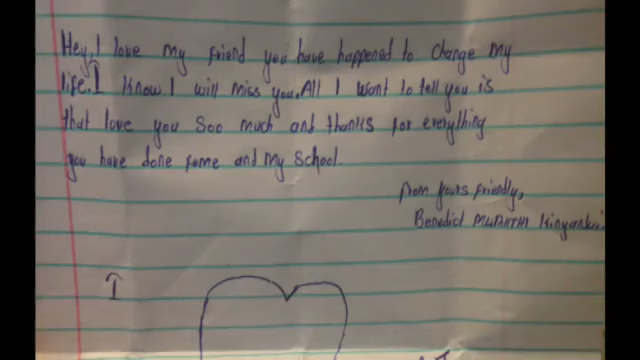 Hey, I love my friend you have happened to change my
life. I know I will miss you. All I want to tell you is
that love you soo much and thanks for everything
you have done forme and my school.
from yours friendly,
Benedict
I